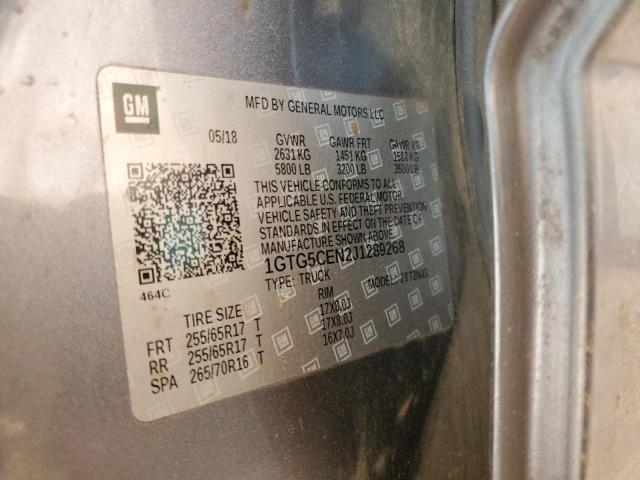 GM
MFD BY GENERAL MOTORS LLC
05/18 GVWR GAWR FRT GAWR RR
2631 KG 1451 KG 1588 KG
5800 LB 3200 LB 3500 LB
THIS VEHICLE CONFORMS TO ALL
APPLICABLE U.S. FEDERAL MOTOR
VEHICLE SAFETY AND THEFT PREVENTION
STANDARDS IN EFFECT ON THE DATE OF
MANUFACTURE SHOWN ABOVE.
1GTG5CEN2J1289268
TYPE: TRUCK MODEL:
464C
TIRE SIZE RIM
FRT 255/65R17 T 17X8.0J
RR 255/65R17 T 17X8.0J
SPA 265/70R16 T 16X7.0J